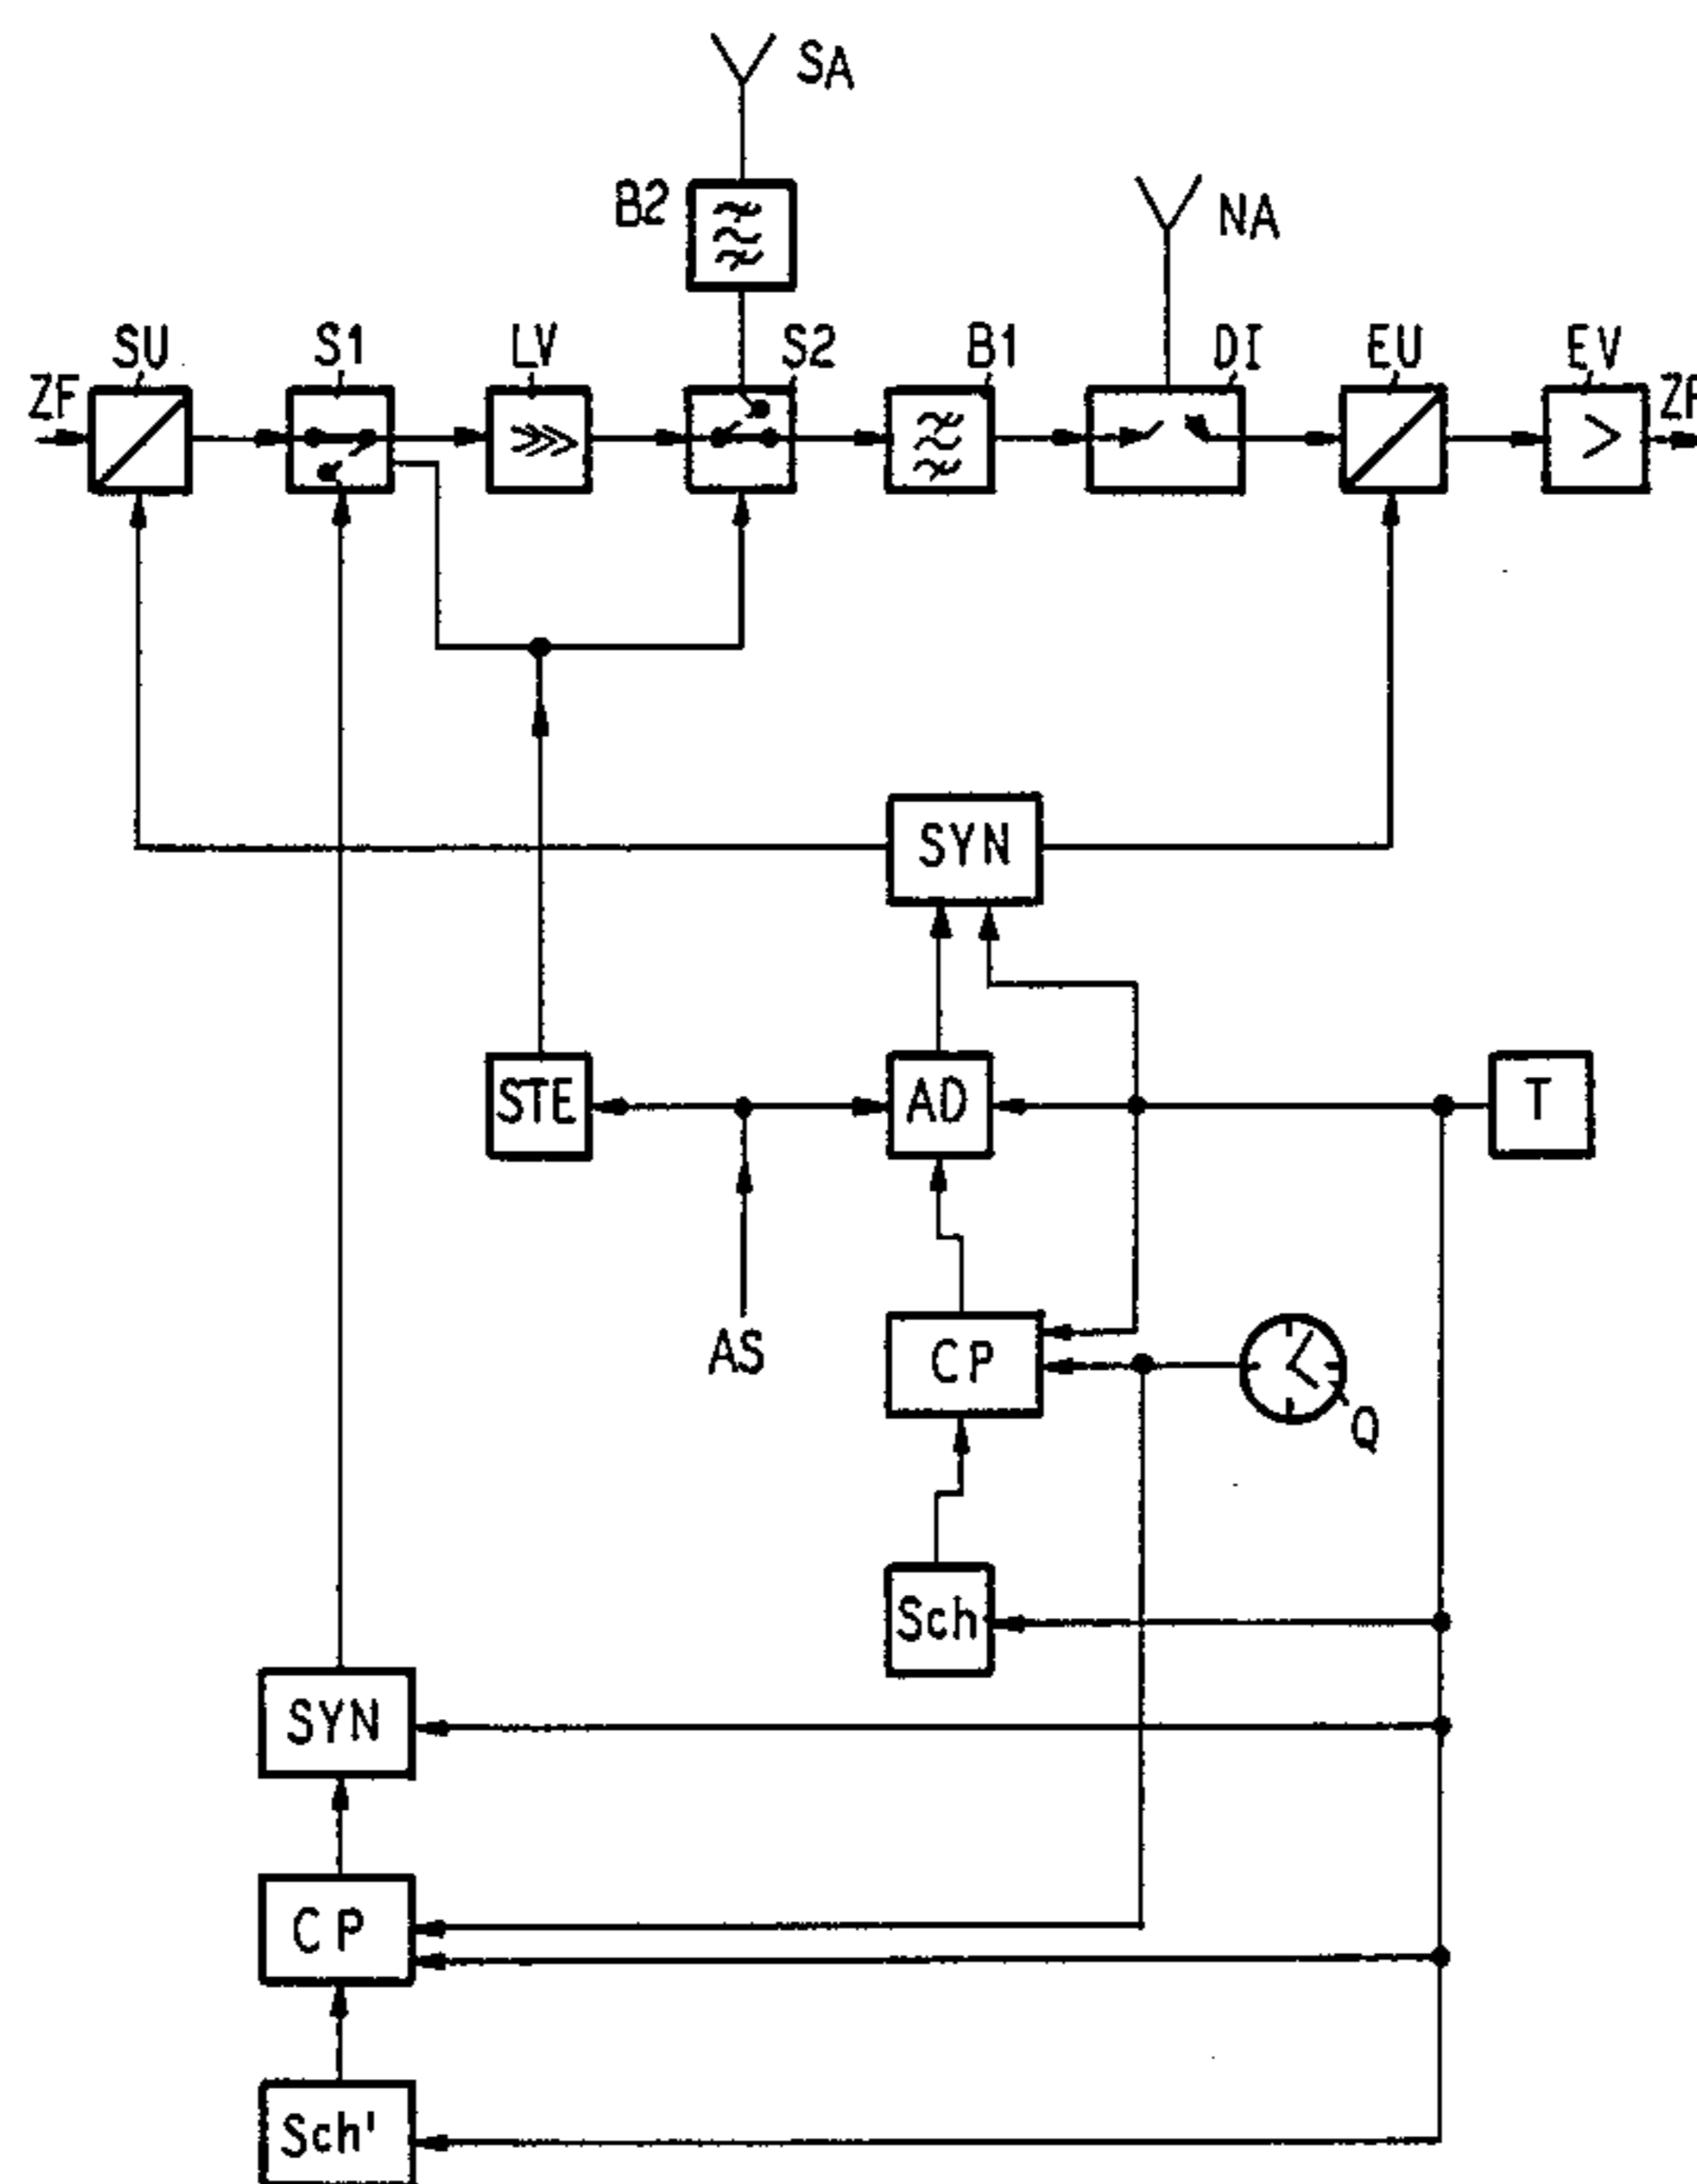 SA
B2
NA
SU
S1
LV
S2
B1
DI
EU
EV
ZF
SYN
STE
AD
T
AS
CP
Q
Sch
SYN
CP
Sch'